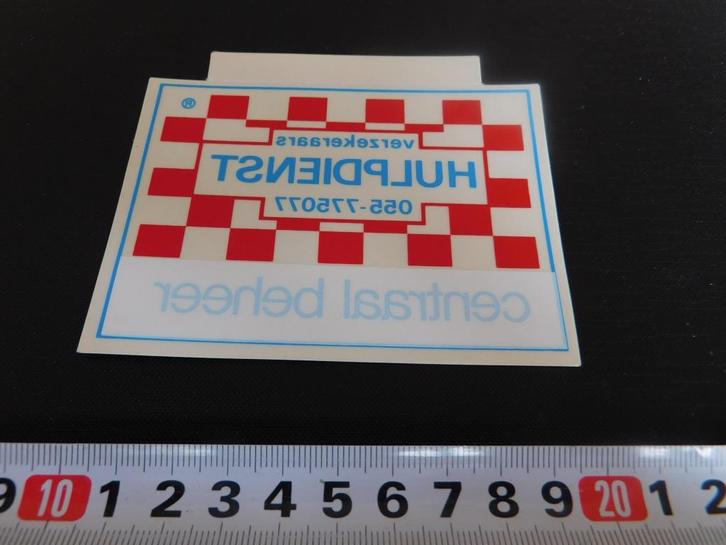 ®
verzekeraars
HULPDIENST
055-775077
centraal beheer
9 10 1 2 3 4 5 6 7 8 9 20 1 2